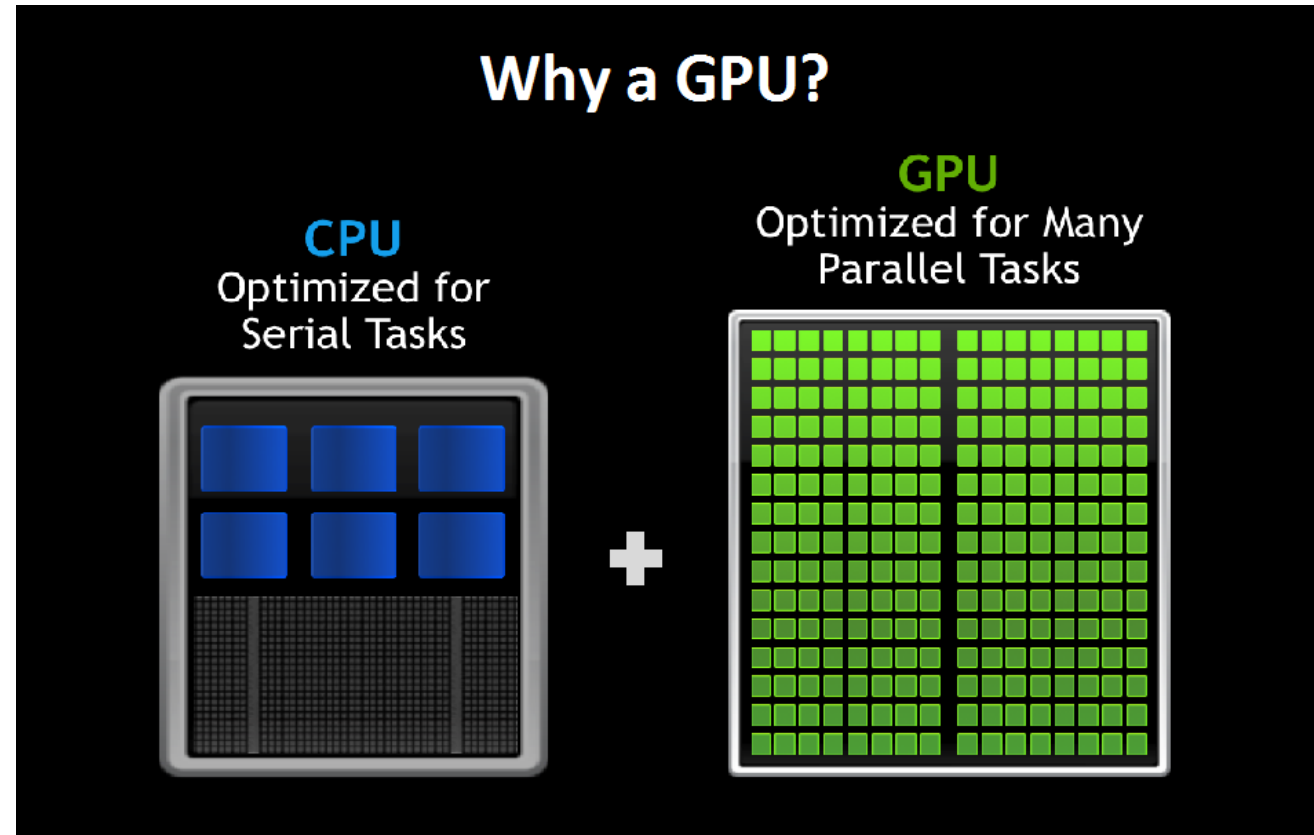 Why a GPU?
CPU
Optimized for
Serial Tasks
GPU
Optimized for Many
Parallel Tasks